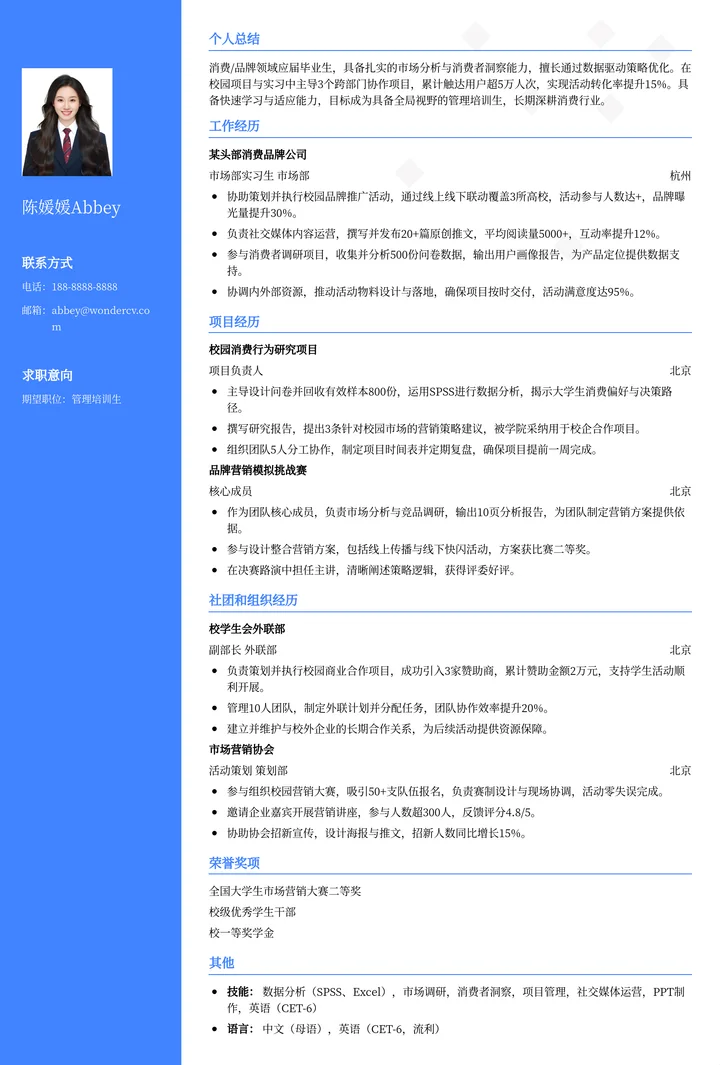 陈媛媛Abbey
联系方式
电话：188-8888-8888
邮箱：abbey@wondercv.co
m
求职意向
期望职位：管理培训生
个人总结
消费/品牌领域应届毕业生，具备扎实的市场分析与消费者洞察能力，擅长通过数据驱动策略优化。在
校园项目与实习中主导3个跨部门协作项目，累计触达用户超5万人次，实现活动转化率提升15%。具
备快速学习与适应能力，目标成为具备全局视野的管理培训生，长期深耕消费行业。
工作经历
某头部消费品牌公司
市场部实习生 市场部 杭州
● 协助策划并执行校园品牌推广活动，通过线上线下联动覆盖3所高校，活动参与人数达+，品牌曝
光量提升30%。
● 负责社交媒体内容运营，撰写并发布20+篇原创推文，平均阅读量5000+，互动率提升12%。
● 参与消费者调研项目，收集并分析500份问卷数据，输出用户画像报告，为产品定位提供数据支
持。
● 协调内外部资源，推动活动物料设计与落地，确保项目按时交付，活动满意度达95%。
项目经历
校园消费行为研究项目
项目负责人 北京
● 主导设计问卷并回收有效样本800份，运用SPSS进行数据分析，揭示大学生消费偏好与决策路
径。
● 撰写研究报告，提出3条针对校园市场的营销策略建议，被学院采纳用于校企合作项目。
● 组织团队5人分工协作，制定项目时间表并定期复盘，确保项目提前一周完成。
品牌营销模拟挑战赛
核心成员 北京
● 作为团队核心成员，负责市场分析与竞品调研，输出10页分析报告，为团队制定营销方案提供依
据。
● 参与设计整合营销方案，包括线上传播与线下快闪活动，方案获比赛二等奖。
● 在决赛路演中担任主讲，清晰阐述策略逻辑，获得评委好评。
社团和组织经历
校学生会外联部
副部长 外联部 北京
● 负责策划并执行校园商业合作项目，成功引入3家赞助商，累计赞助金额2万元，支持学生活动顺
利开展。
● 管理10人团队，制定外联计划并分配任务，团队协作效率提升20%。
● 建立并维护与校外企业的长期合作关系，为后续活动提供资源保障。
市场营销协会
活动策划 策划部 北京
● 参与组织校园营销大赛，吸引50+支队伍报名，负责赛制设计与现场协调，活动零失误完成。
● 邀请企业嘉宾开展营销讲座，参与人数超300人，反馈评分4.8/5。
● 协助协会招新宣传，设计海报与推文，招新人数同比增长15%。
荣誉奖项
全国大学生市场营销大赛二等奖
校级优秀学生干部
校一等奖学金
其他
● 技能： 数据分析（SPSS、Excel），市场调研，消费者洞察，项目管理，社交媒体运营，PPT制
作，英语（CET-6）
● 语言： 中文（母语），英语（CET-6，流利）